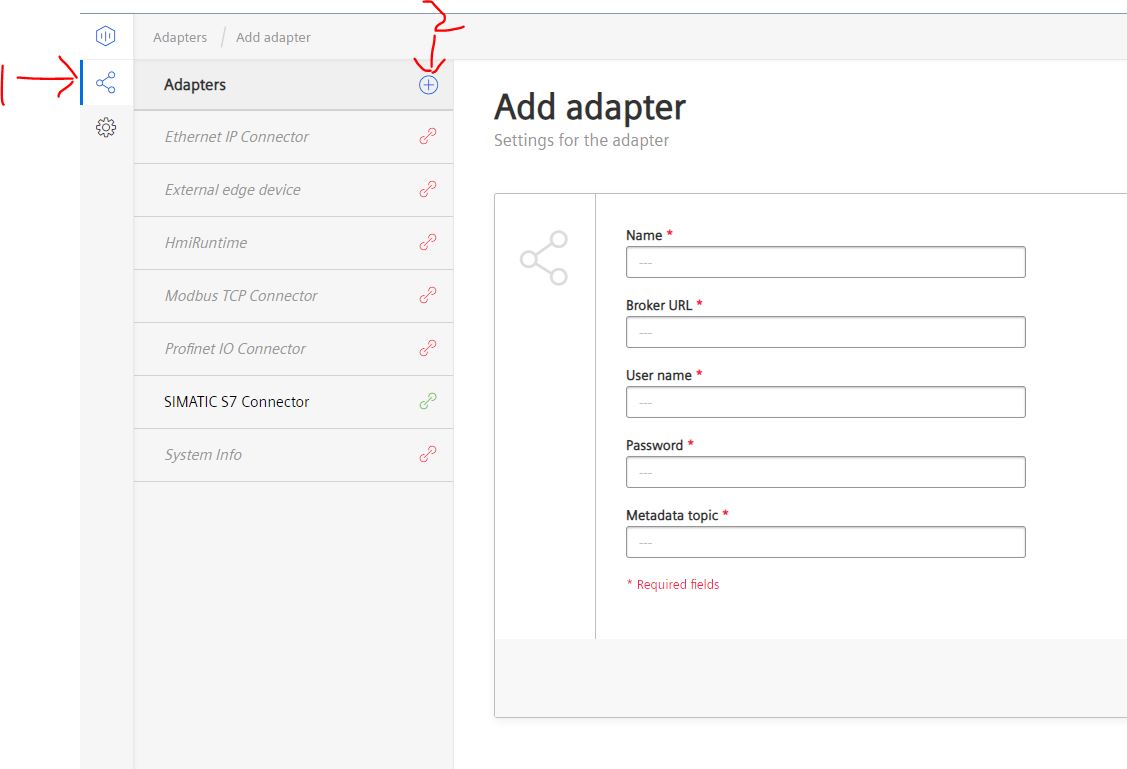 2
Adapters / Add adapter
1
Adapters
Add adapter
Settings for the adapter
Ethernet IP Connector
External edge device
HmiRuntime
Modbus TCP Connector
Profinet IO Connector
SIMATIC S7 Connector
System Info
Name *
---
Broker URL *
---
User name *
---
Password *
---
Metadata topic *
---
* Required fields